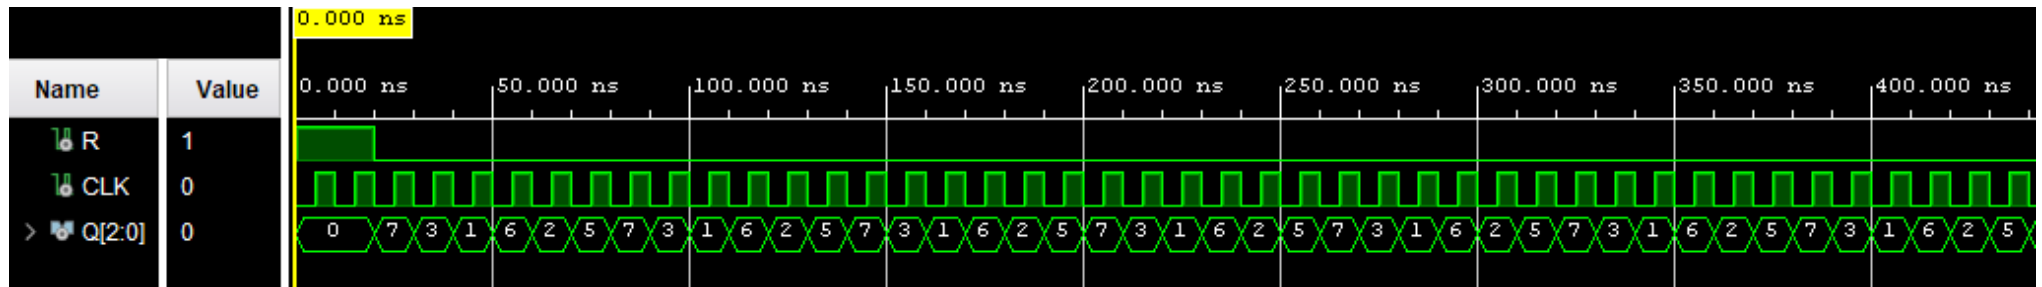 0.000 ns
Name Value 0.000 ns 50.000 ns 100.000 ns 150.000 ns 200.000 ns 250.000 ns 300.000 ns 350.000 ns 400.000 ns
R 1
CLK 0
Q[2:0] 0 0 7 3 1 6 2 5 7 3 1 6 2 5 7 3 1 6 2 5 7 3 1 6 2 5 7 3 1 6 2 5 7 3 1 6 2 5 7 3 1 6 2 5